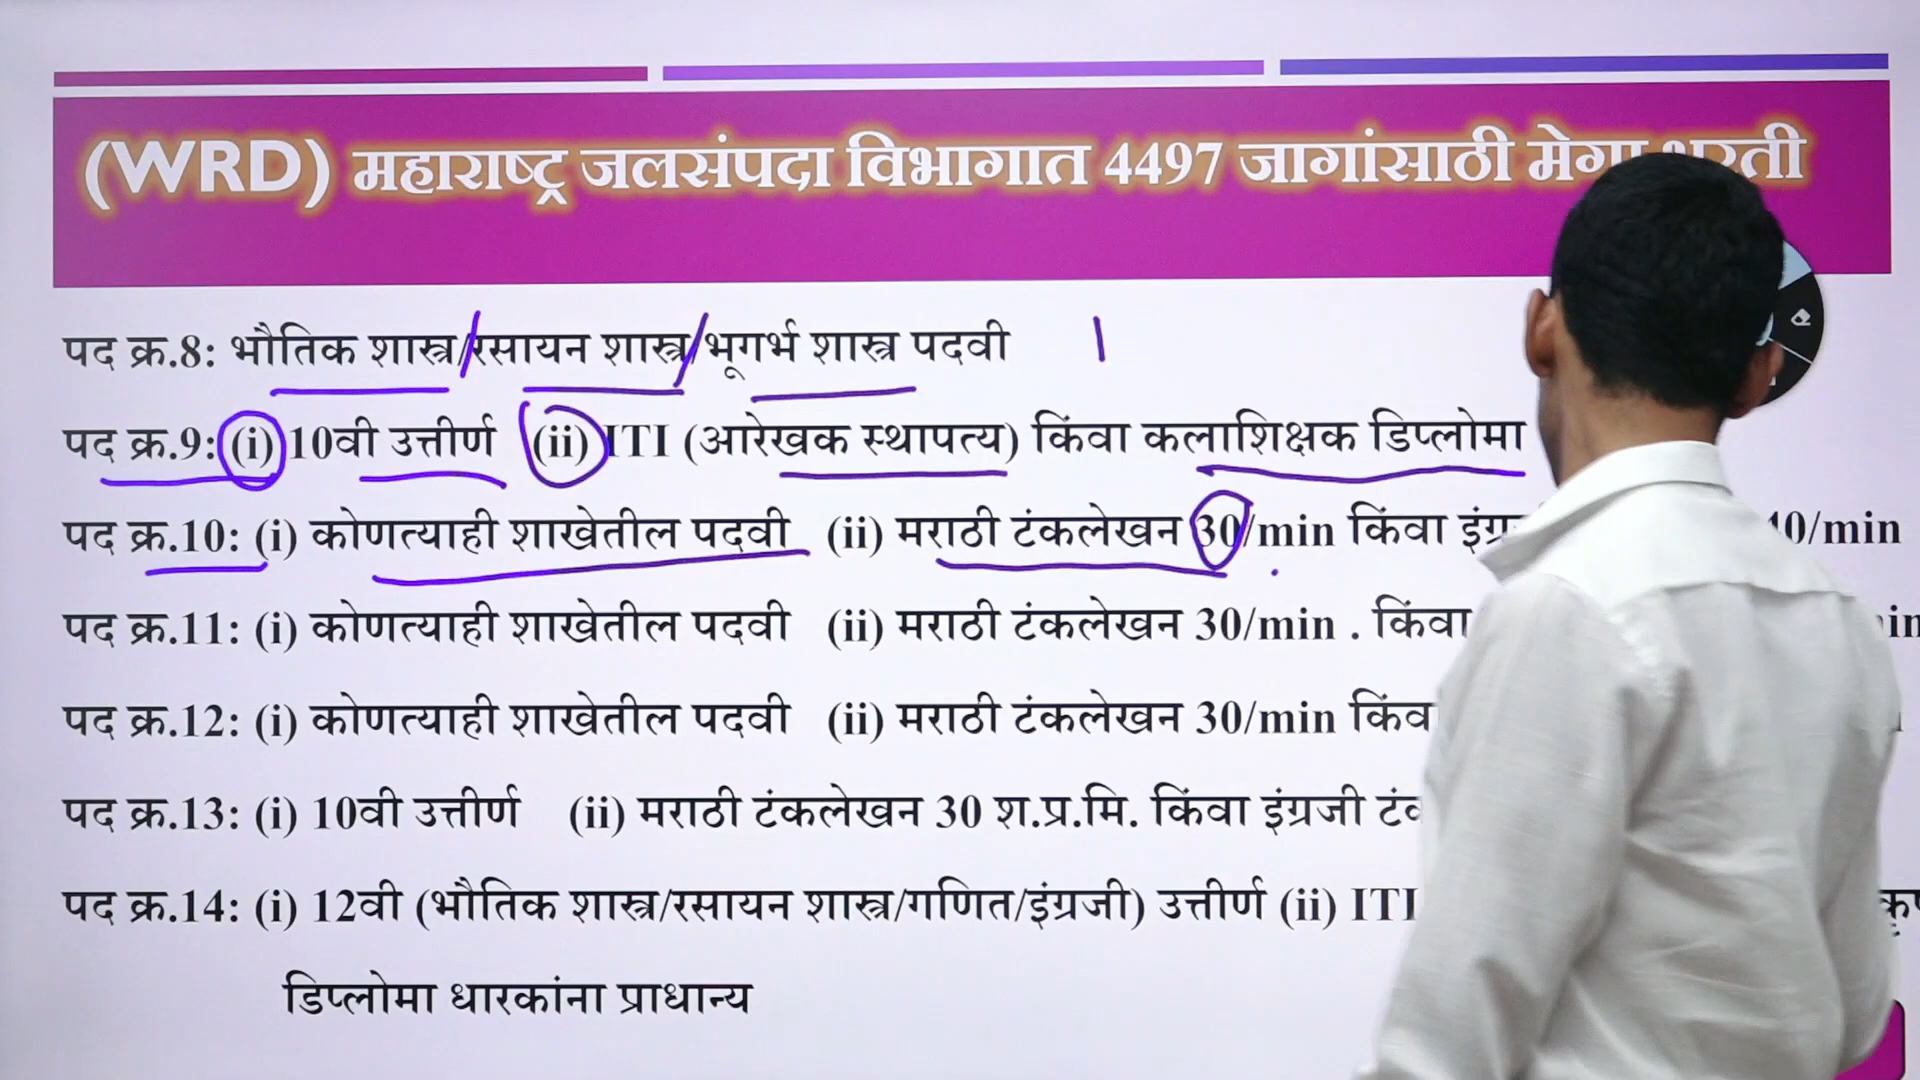 (WRD) महाराष्ट्र जलसंपदा विभागात 4497 जागांसाठी
पद क्र.8: भौतिक शास्त्र/रसायन शास्त्र/भूगर्भ शास्त्र पदवी
पद क्र.9: (i) 10वी उत्तीर्ण (ii) ITI (आरेखक स्थापत्य) किंवा कलाशिक्षक डिप्लोमा
पद क्र.10: (i) कोणत्याही शाखेतील पदवी (ii) मराठी टंकलेखन 30/min किंवा 40/min
पद क्र.11: (i) कोणत्याही शाखेतील पदवी (ii) मराठी टंकलेखन 30/min . किंवा
पद क्र.12: (i) कोणत्याही शाखेतील पदवी (ii) मराठी टंकलेखन 30/min
पद क्र.13: (i) 10वी उत्तीर्ण (ii) मराठी टंकलेखन 30 श.प्र.मि. किंवा इंग्रजी
पद क्र.14: (i) 12वी (भौतिक शास्त्र/रसायन शास्त्र/गणित/इंग्रजी) उत्तीर्ण (ii) ITI
डिप्लोमा धारकांना प्राधान्य